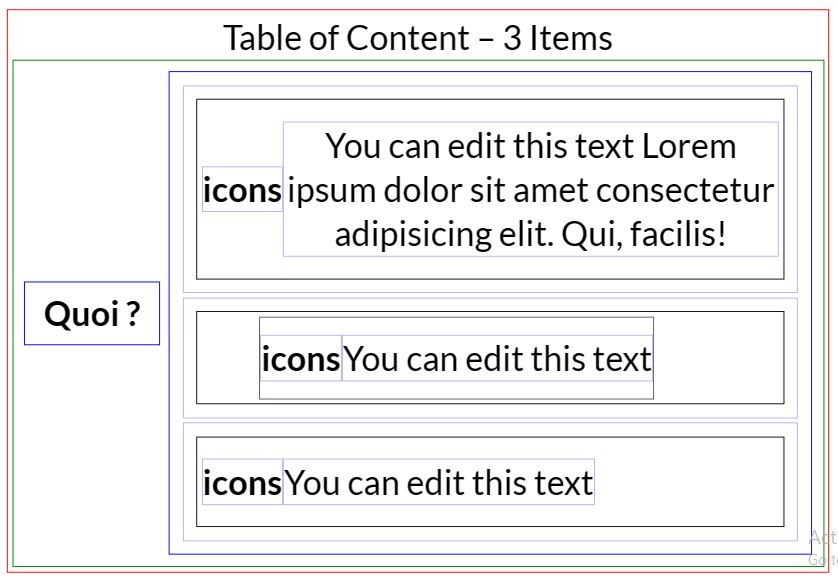 Table of Content – 3 Items
You can edit this text Lorem
icons ipsum dolor sit amet consectetur
adipisicing elit. Qui, facilis!
Quoi ?
icons You can edit this text
icons You can edit this text
Go to